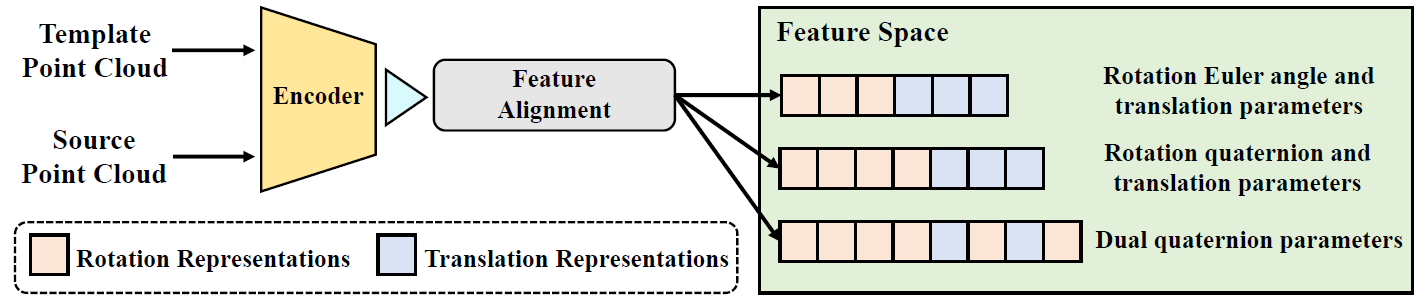 Template
Point Cloud
Source
Point Cloud
Encoder
Feature
Alignment
Feature Space
Rotation Euler angle and
translation parameters
Rotation quaternion and
translation parameters
Dual quaternion parameters
Rotation Representations
Translation Representations